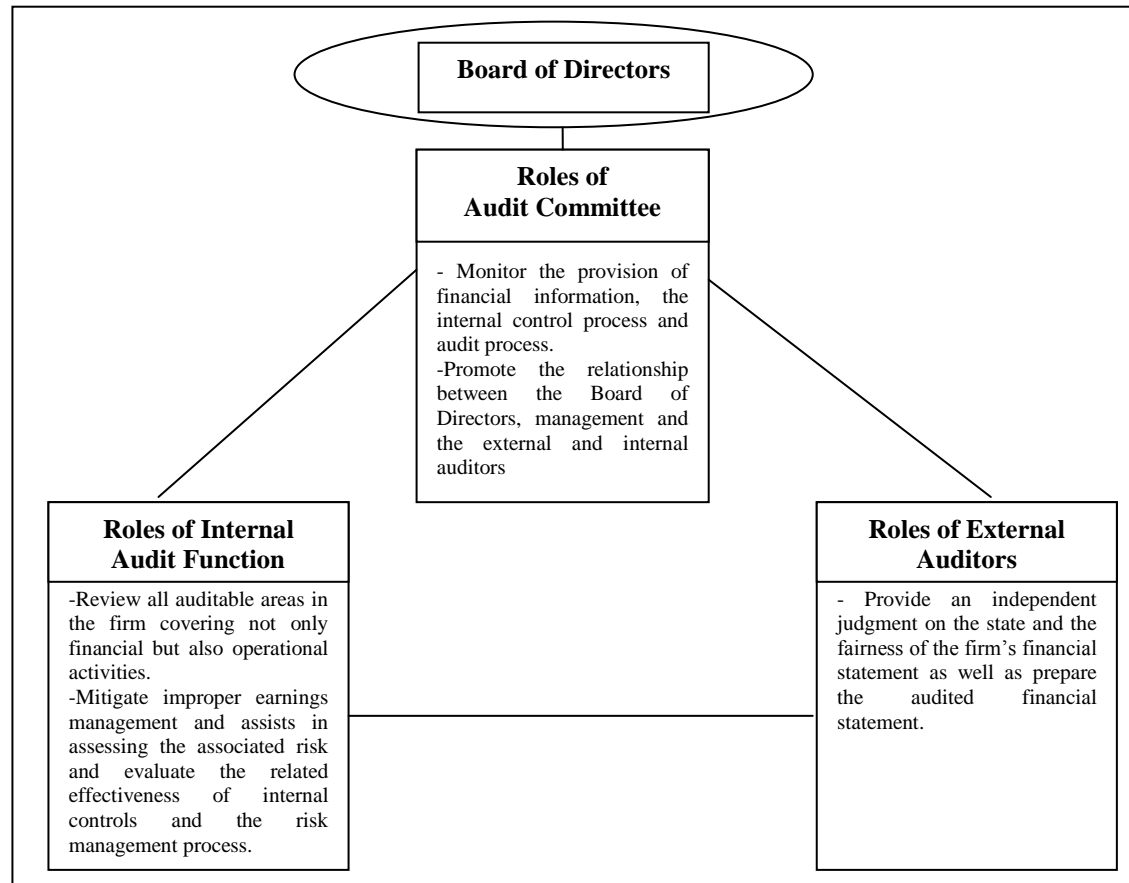 Board of Directors
Roles of
Audit Committee
- Monitor the provision of
financial information, the
internal control process and
audit process.
-Promote the relationship
between the Board of
Directors, management and
the external and internal
auditors
Roles of Internal
Audit Function
-Review all auditable areas in
the firm covering not only
financial but also operational
activities.
-Mitigate improper earnings
management and assists in
assessing the associated risk
and evaluate the related
effectiveness of internal
controls and the risk
management process.
Roles of External
Auditors
- Provide an independent
judgment on the state and the
fairness of the firm's financial
statement as well as prepare
the audited financial
statement.